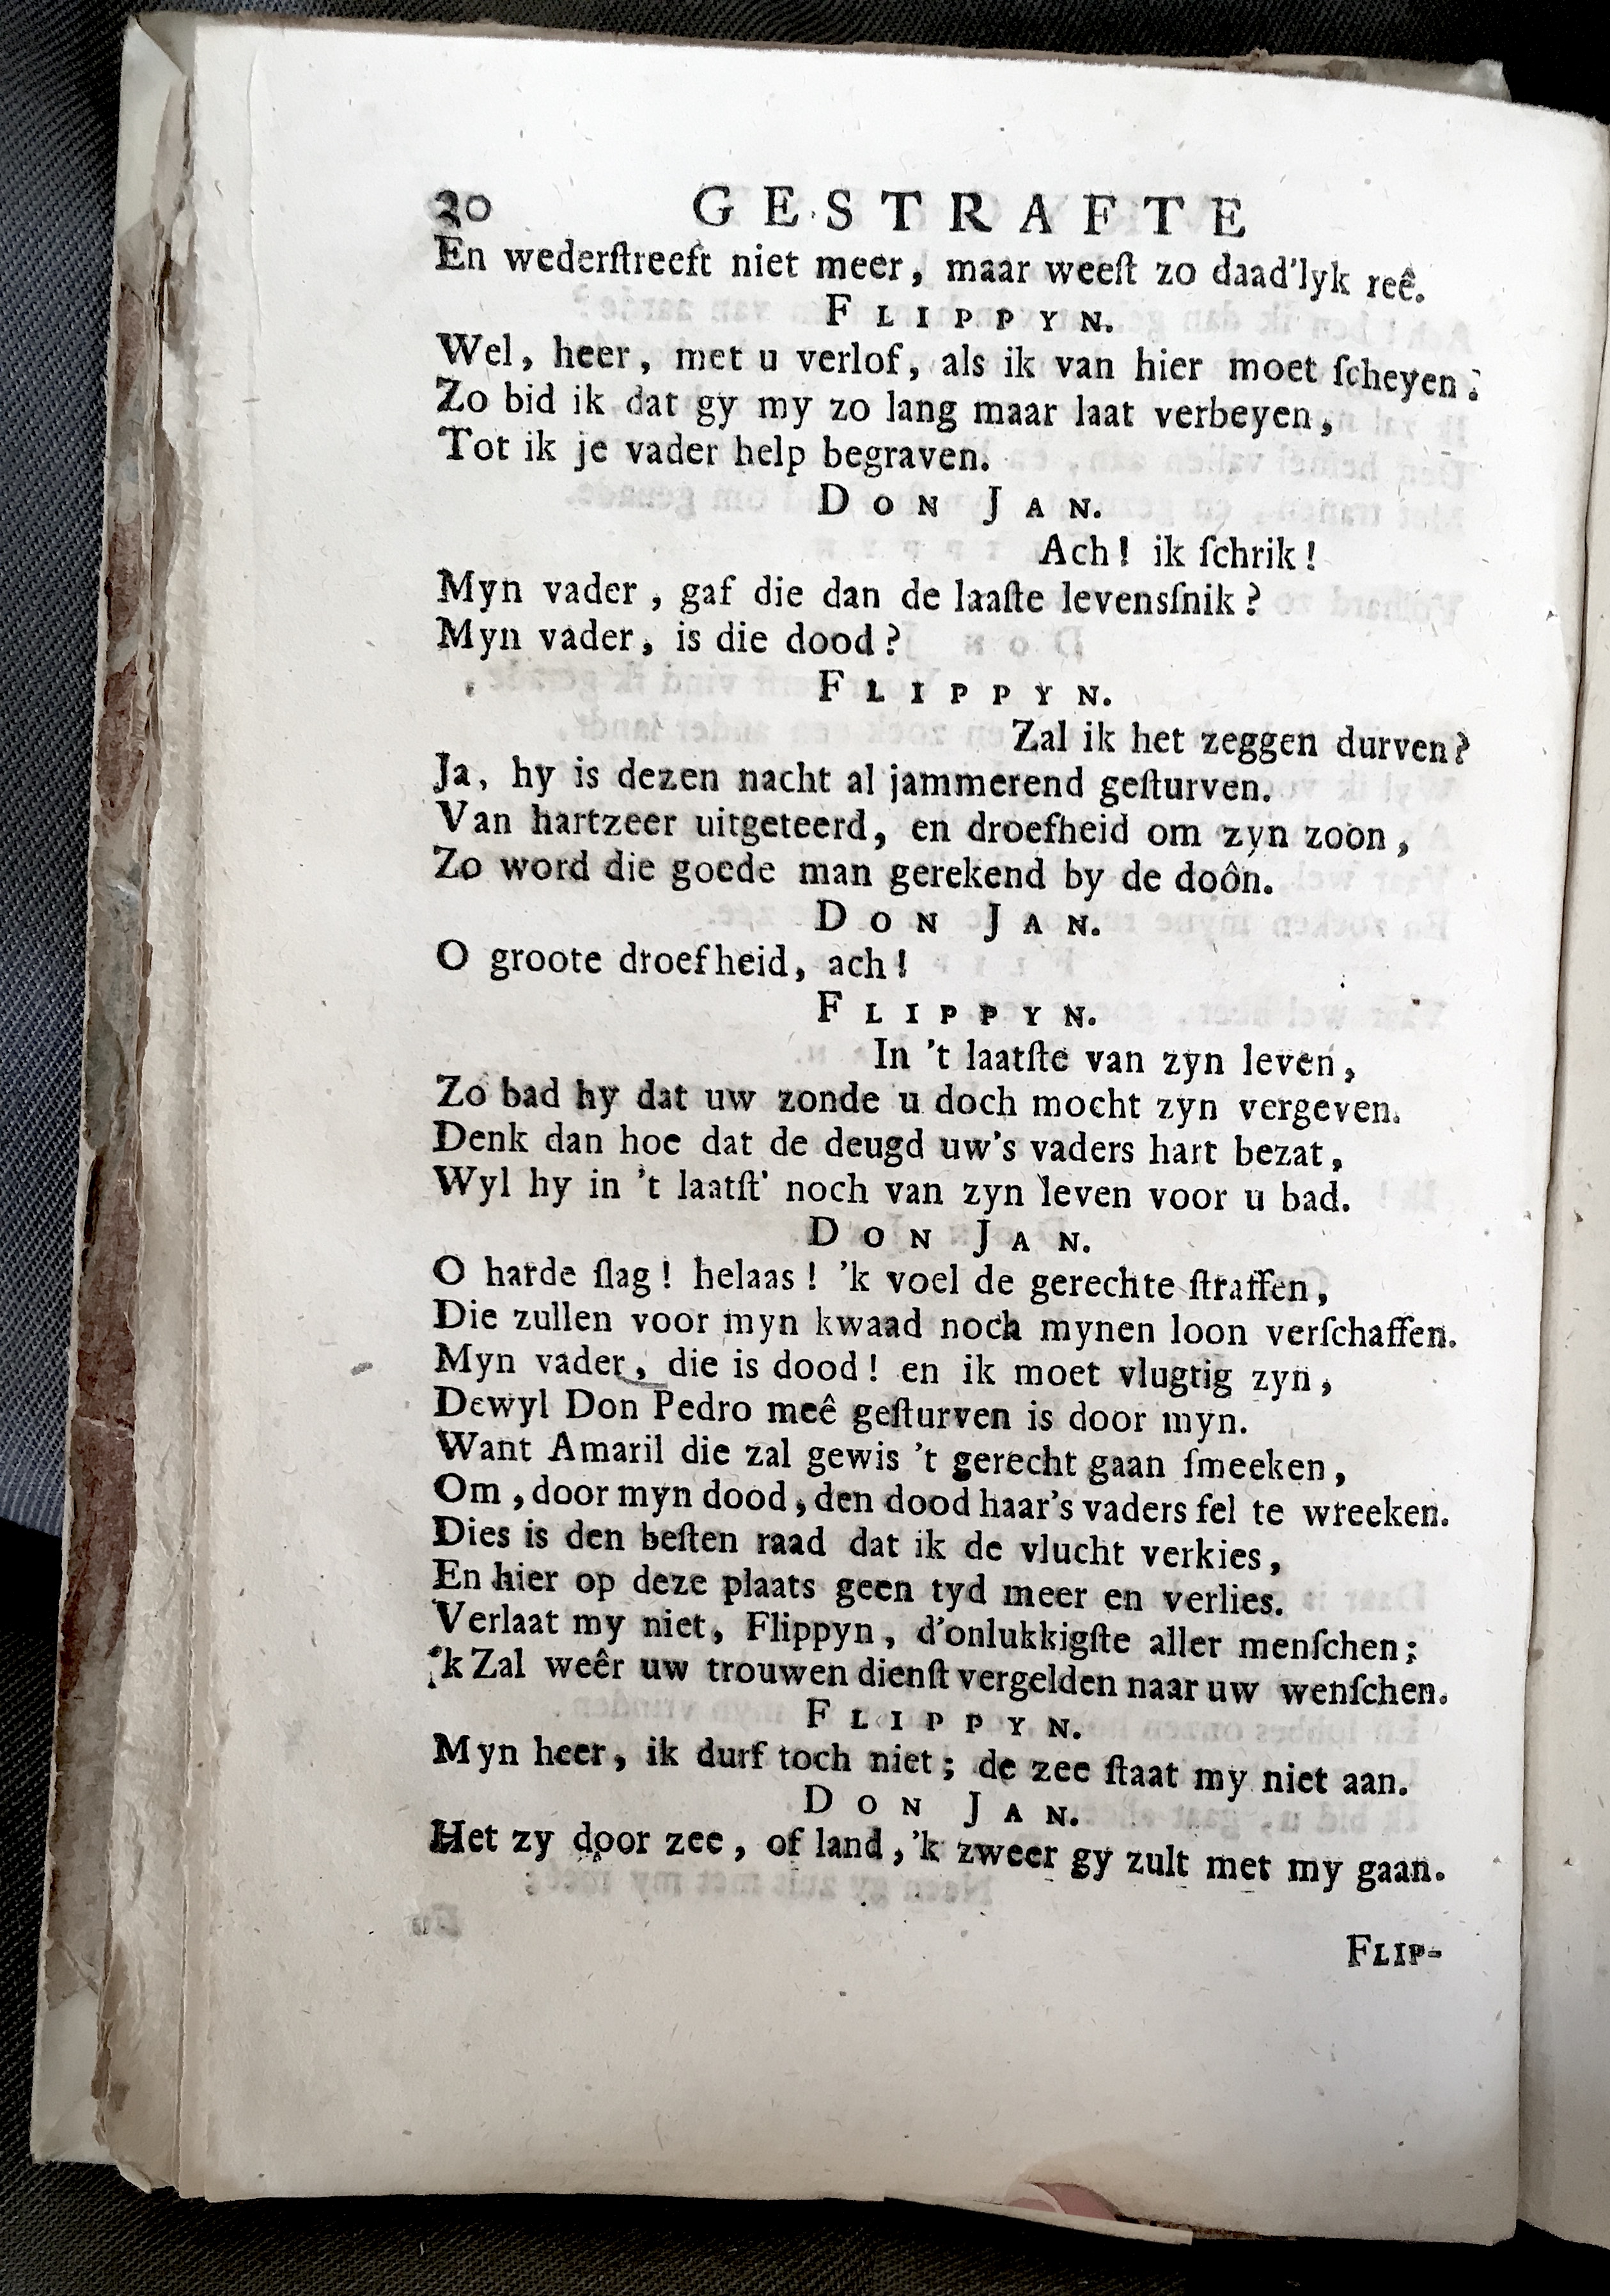 20 GESTRAFTE
En wederſtreeft niet meer, maar weeſt zo daad'lyk reê.
FLIPPYN.
Wel, heer, met u verlof, als ik van hier moet ſcheyen:
Zo bid ik dat gy my zo lang maar laat verbeyen,
Tot ik je vader help begraven.
DON JAN.
Ach! ik ſchrik!
Myn vader, gaf die dan de laaſte levensſnik?
Myn vader, is die dood?
FLIPPYN.
Zal ik het zeggen durven?
Ja, hy is dezen nacht al jammerend geſturven.
Van hartzeer uitgeteerd, en droefheid om zyn zoon,
Zo word die goede man gerekend by de doôn.
DON JAN.
O groote droefheid, ach!
FLIPPYN.
In 't laatſte van zyn leven,
Zo bad hy dat uw zonde u doch mocht zyn vergeven.
Denk dan hoe dat de deugd uw's vaders hart bezat,
Wyl hy in 't laatſt' noch van zyn leven voor u bad.
DON JAN.
O harde ſlag! helaas! 'k voel de gerechte ſtraffen,
Die zullen voor myn kwaad noch mynen loon verſchaffen.
Myn vader, die is dood! en ik moet vlugtig zyn,
Dewyl Don Pedro meê geſturven is door myn.
Want Amaril die zal gewis 't gerecht gaan ſmeeken,
Om, door myn dood, den dood haar's vaders fel te wreeken.
Dies is den beſten raad dat ik de vlucht verkies,
En hier op deze plaats geen tyd meer en verlies.
Verlaat my niet, Flippyn, d'onlukkigſte aller menſchen;
'k Zal weêr uw trouwen dienſt vergelden naar uw wenſchen.
FLIPPYN.
Myn heer, ik durf toch niet; de zee ſtaat my niet aan.
DON JAN.
Het zy door zee, of land, 'k zweer gy zult met my gaan.
FLIP-